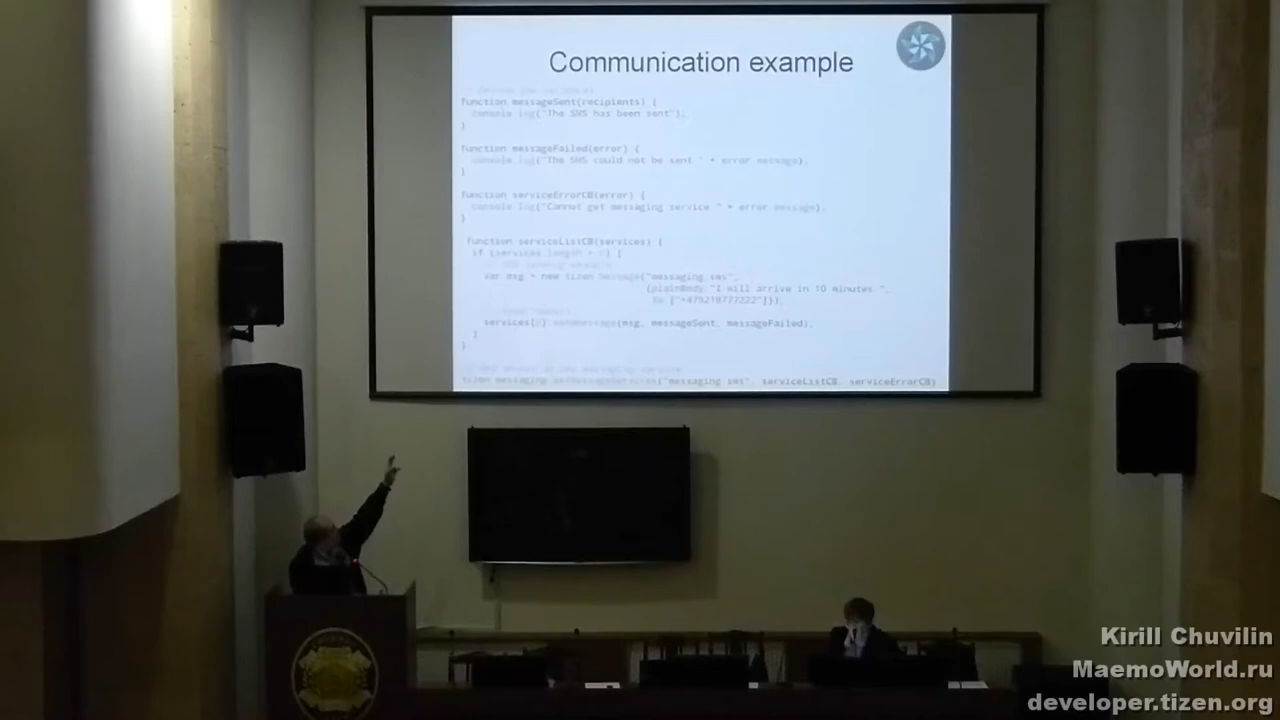 Communication example
function messageSent(recipients) {
console.log("The SMS has been sent");
}
function messageFailed(error) {
console.log("The SMS could not be sent " + error.message);
}
function serviceErrorCB(error) {
console.log("Cannot get messaging service " + error.message);
}
function serviceListCB(services) {
if (services.length > 0) {
var msg = new tizen.Message("messaging.sms",
{plainBody: "I will arrive in 10 minutes.",
to: ["+479219777222"]});
services[0].sendMessage(msg, messageSent, messageFailed);
}
}
tizen.messaging.getMessageServices("messaging.sms", serviceListCB, serviceErrorCB)
Kirill Chuvilin
MaemoWorld.ru
developer.tizen.org